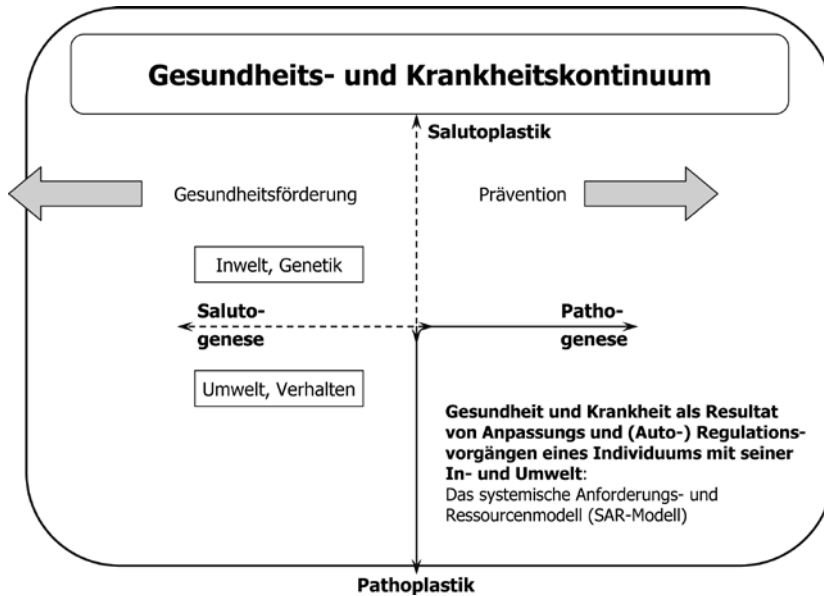 Gesundheits- und Krankheitskontinuum
Salutoplastik
Gesundheitsförderung
Prävention
Inwelt, Genetik
Saluto-
genese
Patho-
genese
Umwelt, Verhalten
Gesundheit und Krankheit als Resultat
von Anpassungs und (Auto-) Regulations-
vorgängen eines Individuums mit seiner
In- und Umwelt:
Das systemische Anforderungs- und
Ressourcenmodell (SAR-Modell)
Pathoplastik